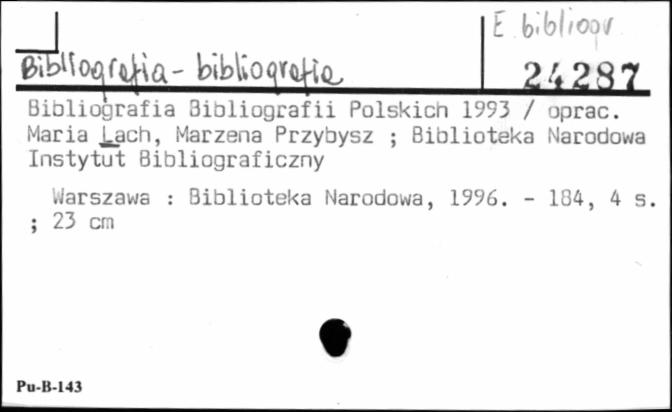 E bibliogr
Bibliografia - bibliografie
24287
Bibliografia Bibliografii Polskich 1993 / oprac.
Maria Lach, Marzena Przybysz ; Biblioteka Narodowa
Instytut Bibliograficzny
Warszawa : Biblioteka Narodowa, 1996. - 184, 4 s.
; 23 cm
Pu-B-143